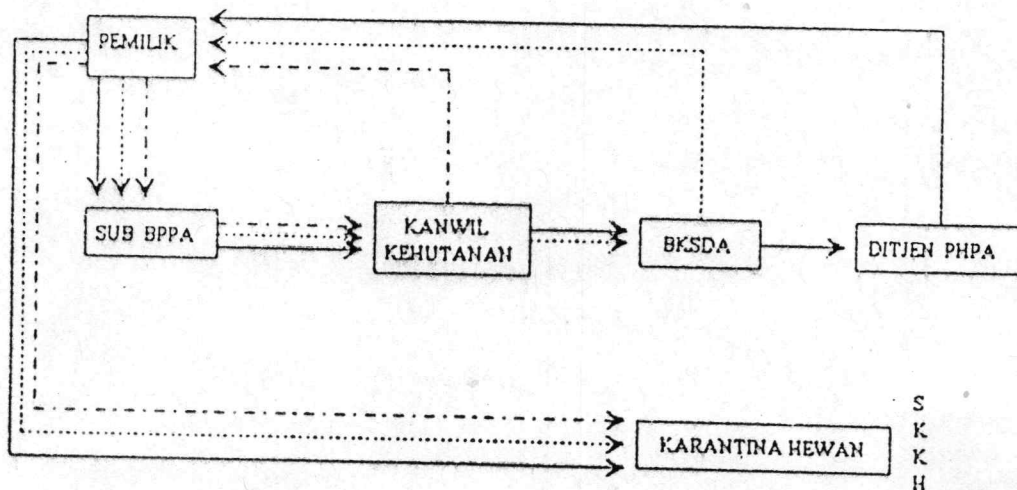 PEMILIK
SUB BPPA
KANWIL
KEHUTANAN
BKSDA
DITJEN PHPA
KARANTINA HEWAN
S
K
K
H